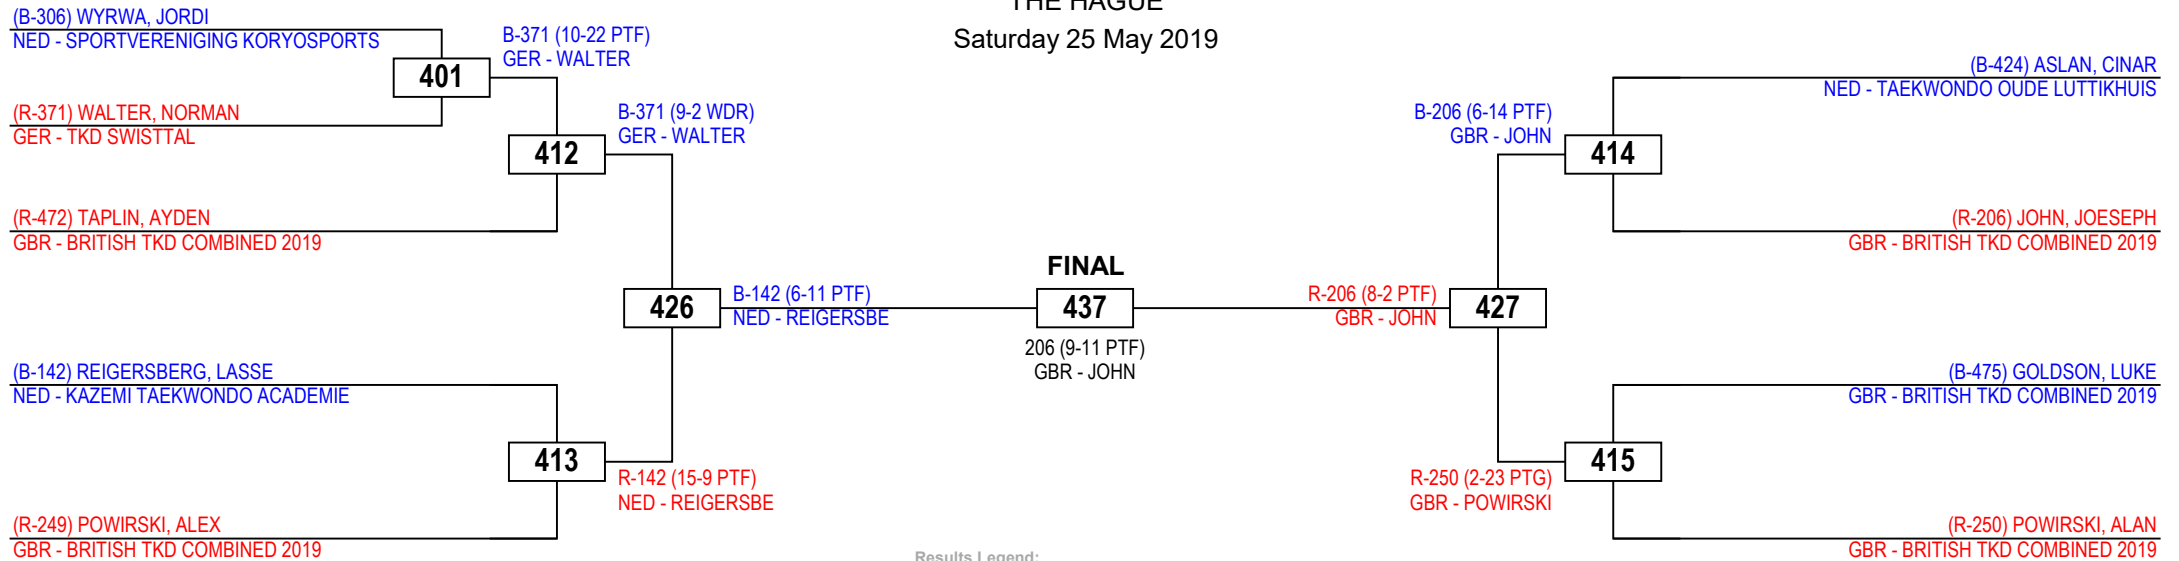 THE HAGUE
Saturday 25 May 2019
(B-306) WYRWA, JORDI
NED - SPORTVERENIGING KORYOSPORTS
401
(R-371) WALTER, NORMAN
GER - TKD SWISTTAL
B-371 (10-22 PTF)
GER - WALTER
412
(R-472) TAPLIN, AYDEN
GBR - BRITISH TKD COMBINED 2019
B-371 (9-2 WDR)
GER - WALTER
426
(B-142) REIGERSBERG, LASSE
NED - KAZEMI TAEKWONDO ACADEMIE
413
(R-249) POWIRSKI, ALEX
GBR - BRITISH TKD COMBINED 2019
R-142 (15-9 PTF)
NED - REIGERSBE
B-142 (6-11 PTF)
NED - REIGERSBE
FINAL
437
206 (9-11 PTF)
GBR - JOHN
R-206 (8-2 PTF)
GBR - JOHN
427
B-206 (6-14 PTF)
GBR - JOHN
414
(B-424) ASLAN, CINAR
NED - TAEKWONDO OUDE LUTTIKHUIS
(R-206) JOHN, JOESEPH
GBR - BRITISH TKD COMBINED 2019
R-250 (2-23 PTG)
GBR - POWIRSKI
415
(B-475) GOLDSON, LUKE
GBR - BRITISH TKD COMBINED 2019
(R-250) POWIRSKI, ALAN
GBR - BRITISH TKD COMBINED 2019
Results Legend: